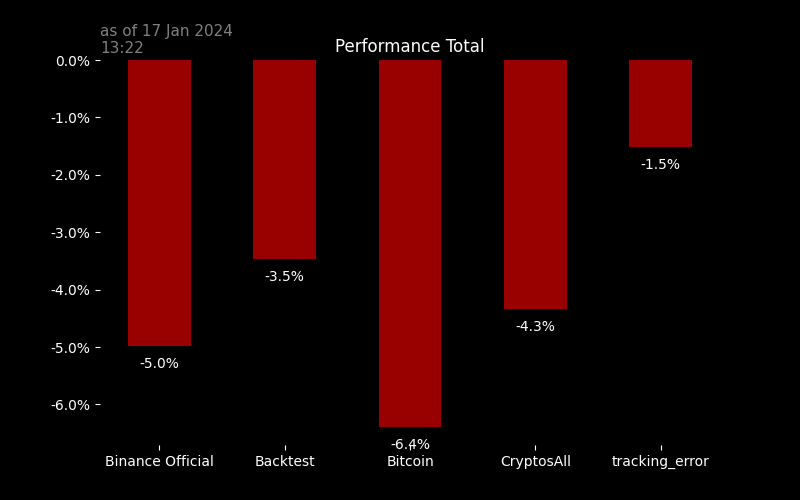 as of 17 Jan 2024
13:22
Performance Total
0.0%
-1.0%
-2.0%
-3.0%
-4.0%
-5.0%
-6.0%
-5.0%
-3.5%
-6.4%
-4.3%
-1.5%
Binance Official
Backtest
Bitcoin
CryptosAll
tracking_error